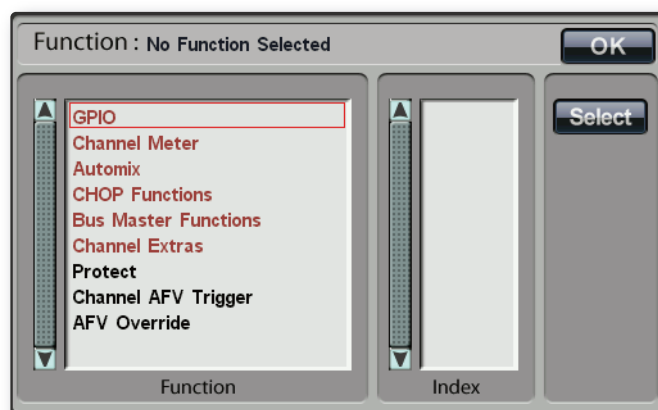 Function : No Function Selected
OK
GPIO
Channel Meter
Automix
CHOP Functions
Bus Master Functions
Channel Extras
Protect
Channel AFV Trigger
AFV Override
Function
Index
Select